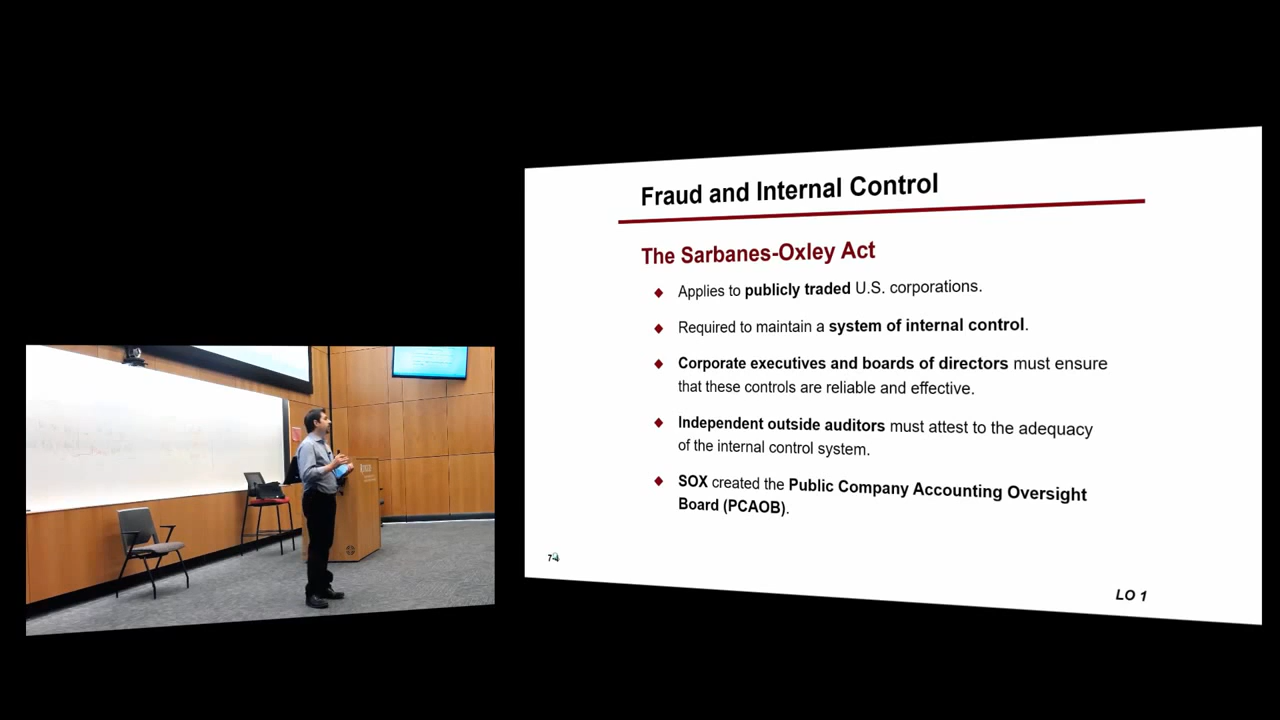 Fraud and Internal Control
The Sarbanes-Oxley Act
Applies to publicly traded U.S. corporations.
Required to maintain a system of internal control.
Corporate executives and boards of directors must ensure
that these controls are reliable and effective.
Independent outside auditors must attest to the adequacy
of the internal control system.
SOX created the Public Company Accounting Oversight
Board (PCAOB).
LO 1